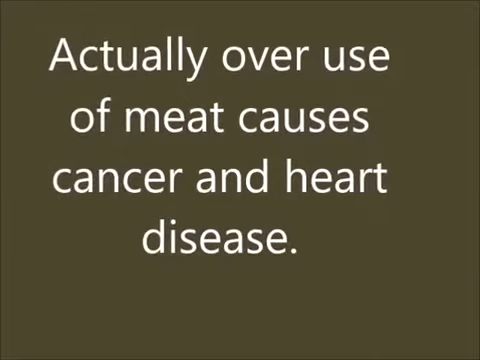 Actually over use
of meat causes
cancer and heart
disease.